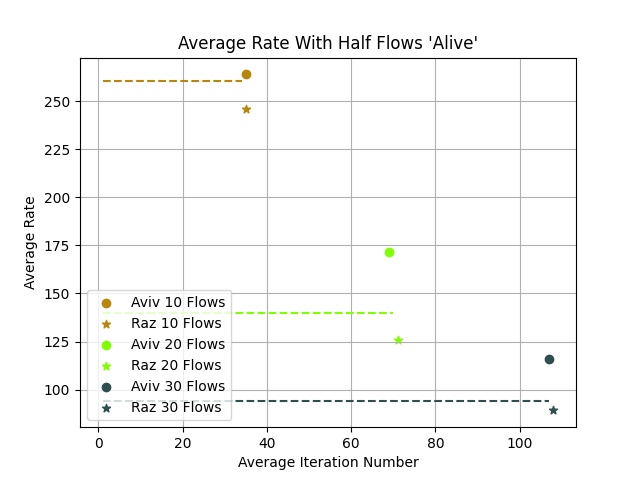 Average Rate With Half Flows 'Alive'
Average Rate
250
225
200
175
150
125
100
Aviv 10 Flows
Raz 10 Flows
Aviv 20 Flows
Raz 20 Flows
Aviv 30 Flows
Raz 30 Flows
0 20 40 60 80 100
Average Iteration Number